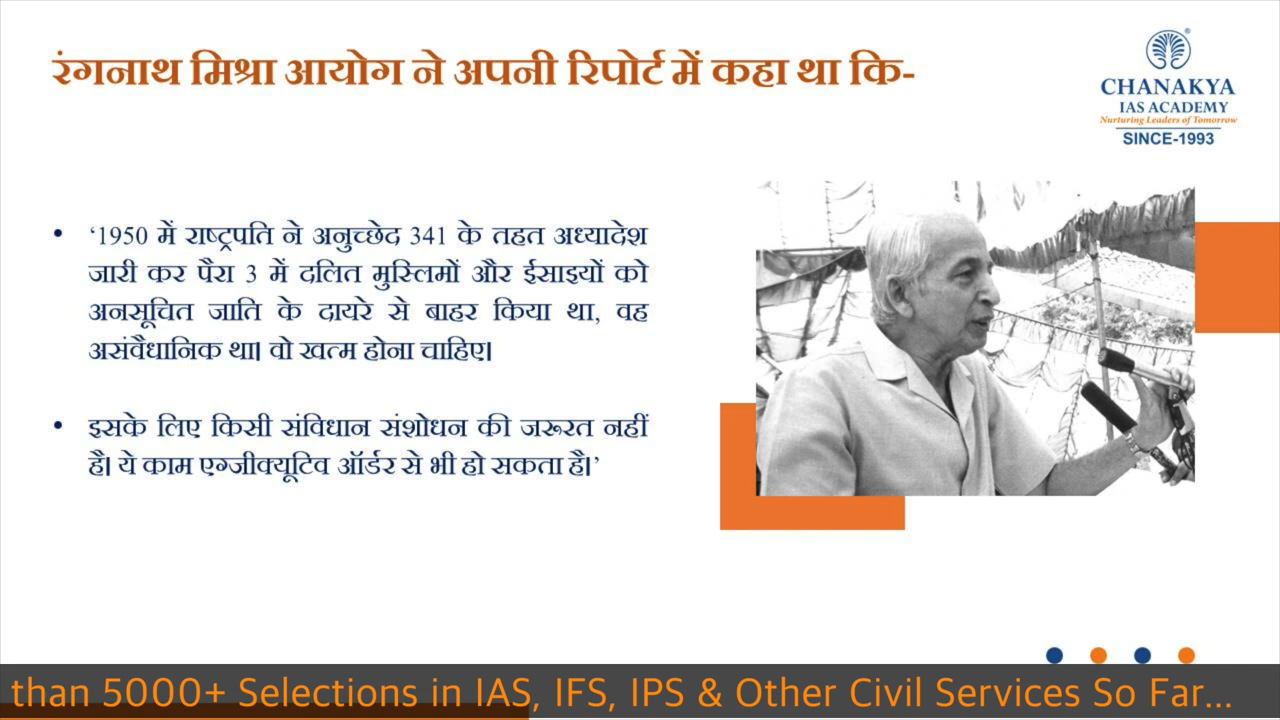 रंगनाथ मिश्रा आयोग ने अपनी रिपोर्ट में कहा था कि-
CHANAKYA
IAS ACADEMY
Nurturing Leaders of Tomorrow
SINCE-1993
• ‘1950 में राष्ट्रपति ने अनुच्छेद 341 के तहत अध्यादेश
जारी कर पैरा 3 में दलित मुस्लिमों और ईसाइयों को
अनसूचित जाति के दायरे से बाहर किया था, वह
असंवैधानिक था। वो खत्म होना चाहिए।
• इसके लिए किसी संविधान संशोधन की जरूरत नहीं
है। ये काम एग्जीक्यूटिव ऑर्डर से भी हो सकता है।’
than 5000+ Selections in IAS, IFS, IPS & Other Civil Services So Far...